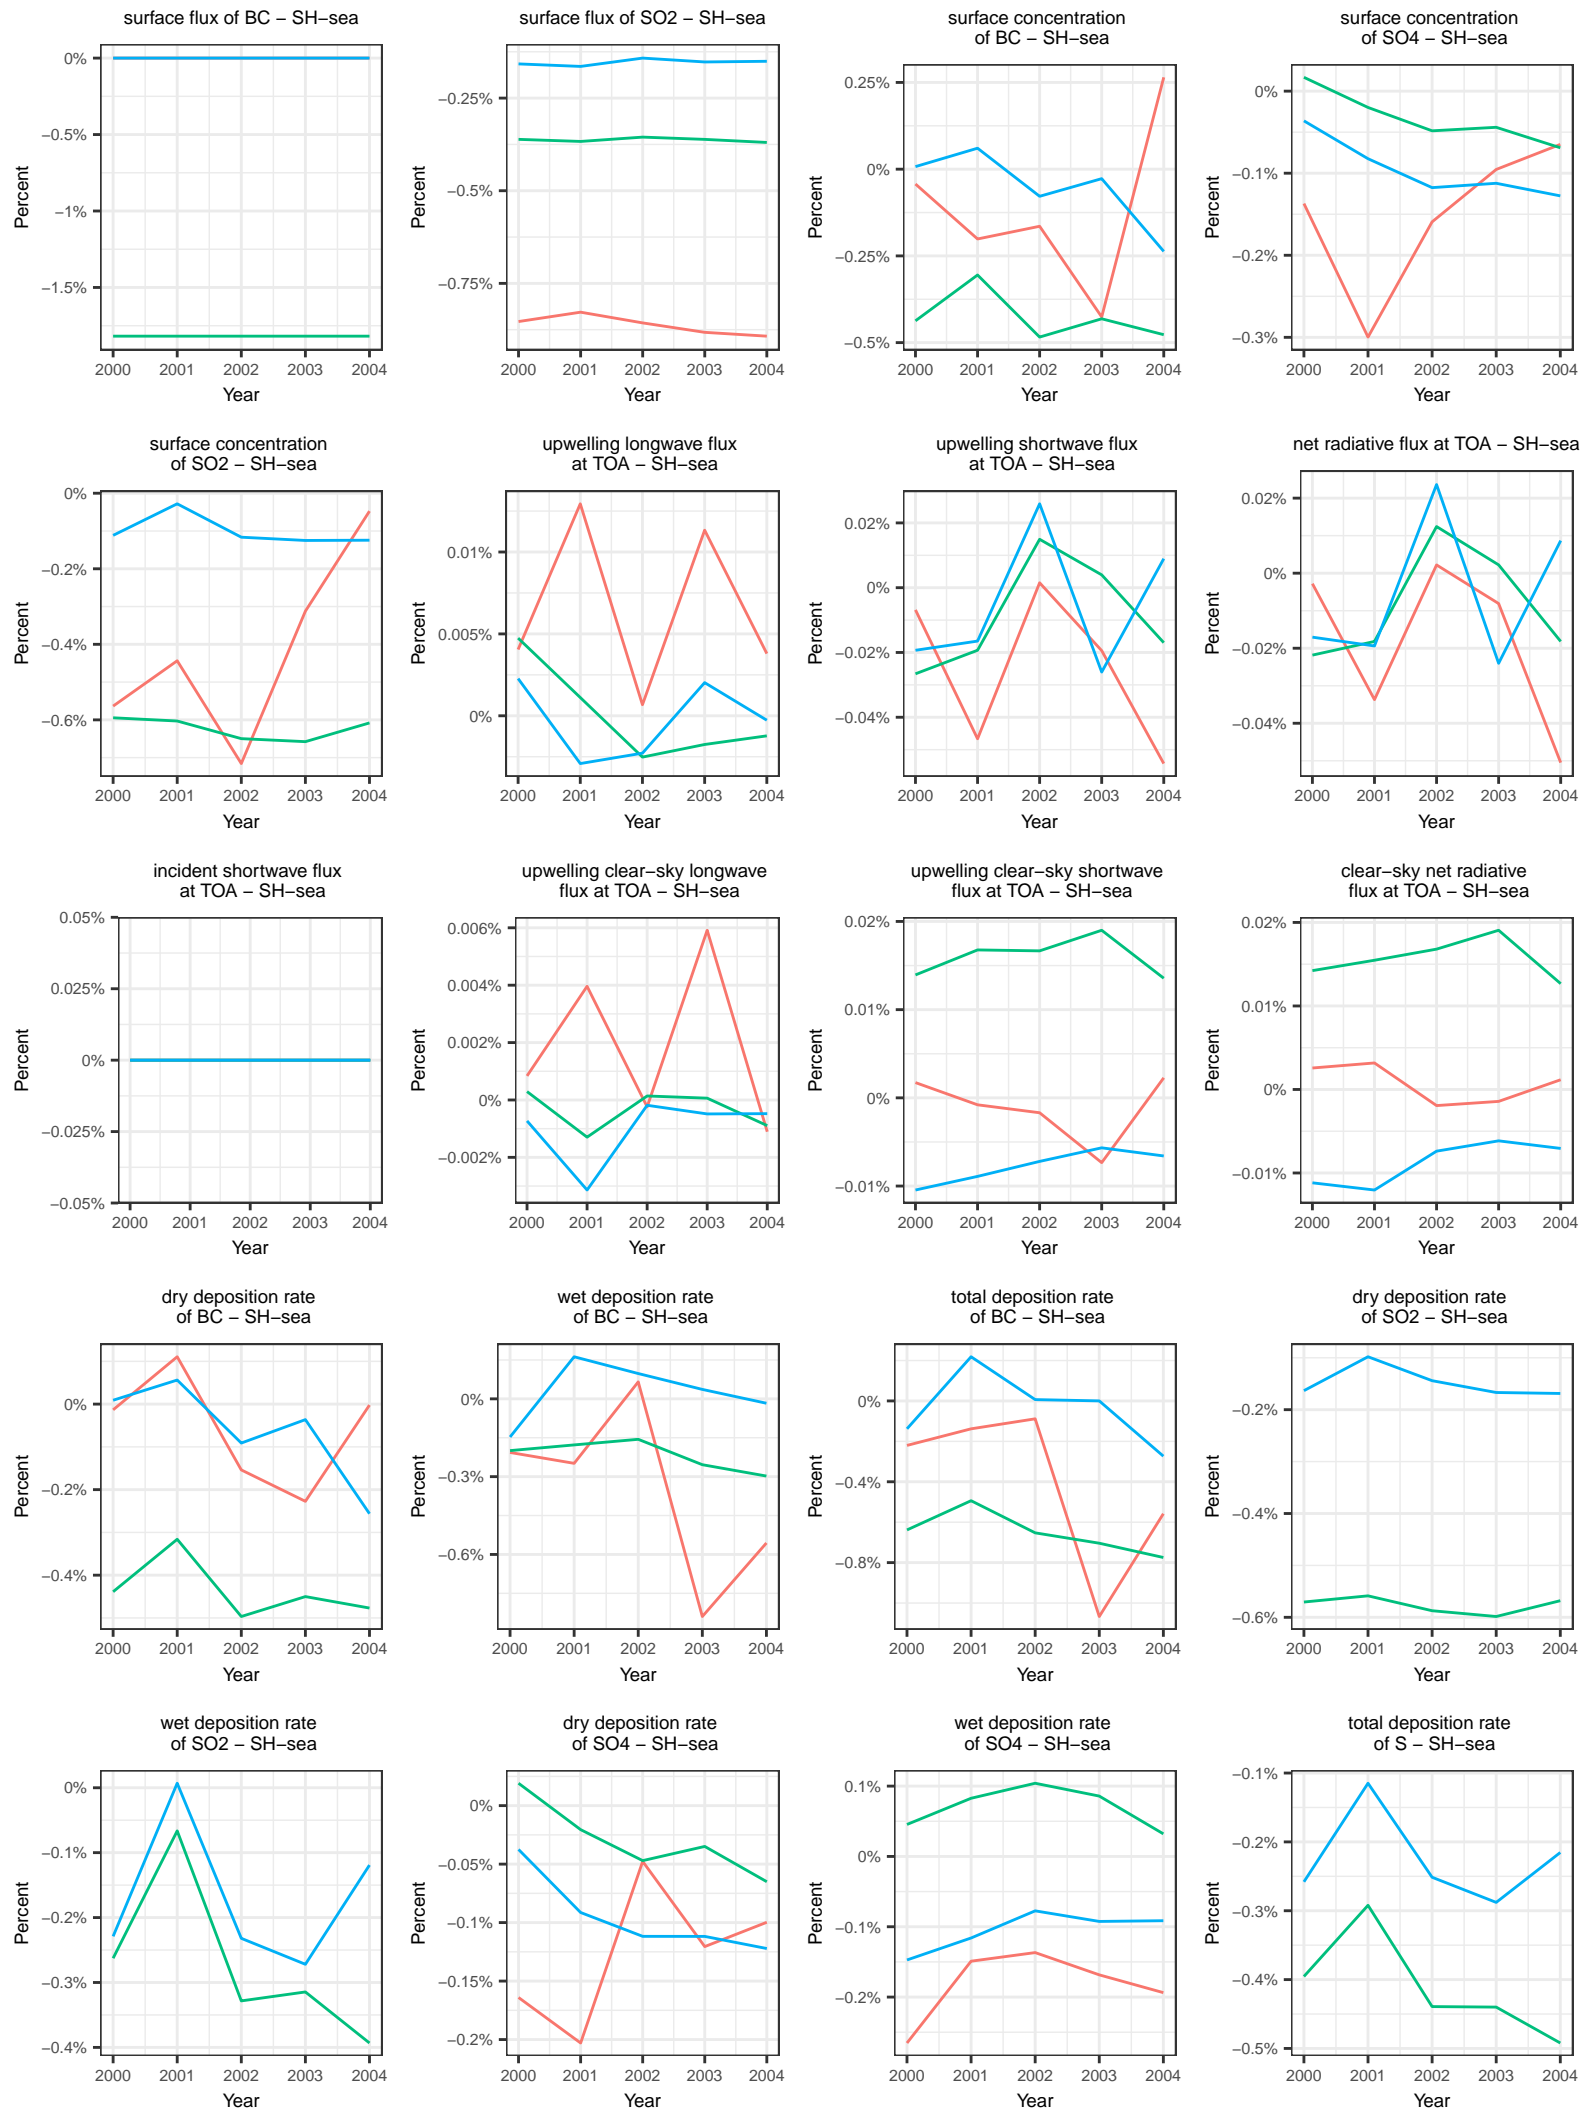 surface flux of BC − SH−sea
0%
−0.5%
−1%
−1.5%
Percent
2000 2001 2002 2003 2004
Year
surface flux of SO2 − SH−sea
−0.25%
−0.5%
−0.75%
Percent
2000 2001 2002 2003 2004
Year
surface concentration
of BC − SH−sea
0.25%
0%
−0.25%
−0.5%
Percent
2000 2001 2002 2003 2004
Year
surface concentration
of SO4 − SH−sea
0%
−0.1%
−0.2%
−0.3%
Percent
2000 2001 2002 2003 2004
Year
surface concentration
of SO2 − SH−sea
0%
−0.2%
−0.4%
−0.6%
Percent
2000 2001 2002 2003 2004
Year
upwelling longwave flux
at TOA − SH−sea
0.01%
0.005%
0%
Percent
2000 2001 2002 2003 2004
Year
upwelling shortwave flux
at TOA − SH−sea
0.02%
0%
−0.02%
−0.04%
Percent
2000 2001 2002 2003 2004
Year
net radiative flux at TOA − SH−sea
0.02%
0%
−0.02%
−0.04%
Percent
2000 2001 2002 2003 2004
Year
incident shortwave flux
at TOA − SH−sea
0.05%
0.025%
0%
−0.025%
−0.05%
Percent
2000 2001 2002 2003 2004
Year
upwelling clear−sky longwave
flux at TOA − SH−sea
0.006%
0.004%
0.002%
0%
−0.002%
Percent
2000 2001 2002 2003 2004
Year
upwelling clear−sky shortwave
flux at TOA − SH−sea
0.02%
0.01%
0%
−0.01%
Percent
2000 2001 2002 2003 2004
Year
clear−sky net radiative
flux at TOA − SH−sea
0.02%
0.01%
0%
−0.01%
Percent
2000 2001 2002 2003 2004
Year
dry deposition rate
of BC − SH−sea
0%
−0.2%
−0.4%
Percent
2000 2001 2002 2003 2004
Year
wet deposition rate
of BC − SH−sea
0%
−0.3%
−0.6%
Percent
2000 2001 2002 2003 2004
Year
total deposition rate
of BC − SH−sea
0%
−0.4%
−0.8%
Percent
2000 2001 2002 2003 2004
Year
dry deposition rate
of SO2 − SH−sea
−0.2%
−0.4%
−0.6%
Percent
2000 2001 2002 2003 2004
Year
wet deposition rate
of SO2 − SH−sea
0%
−0.1%
−0.2%
−0.3%
−0.4%
Percent
2000 2001 2002 2003 2004
Year
dry deposition rate
of SO4 − SH−sea
0%
−0.05%
−0.1%
−0.15%
−0.2%
Percent
2000 2001 2002 2003 2004
Year
wet deposition rate
of SO4 − SH−sea
0.1%
0%
−0.1%
−0.2%
Percent
2000 2001 2002 2003 2004
Year
total deposition rate
of S − SH−sea
−0.1%
−0.2%
−0.3%
−0.4%
−0.5%
Percent
2000 2001 2002 2003 2004
Year